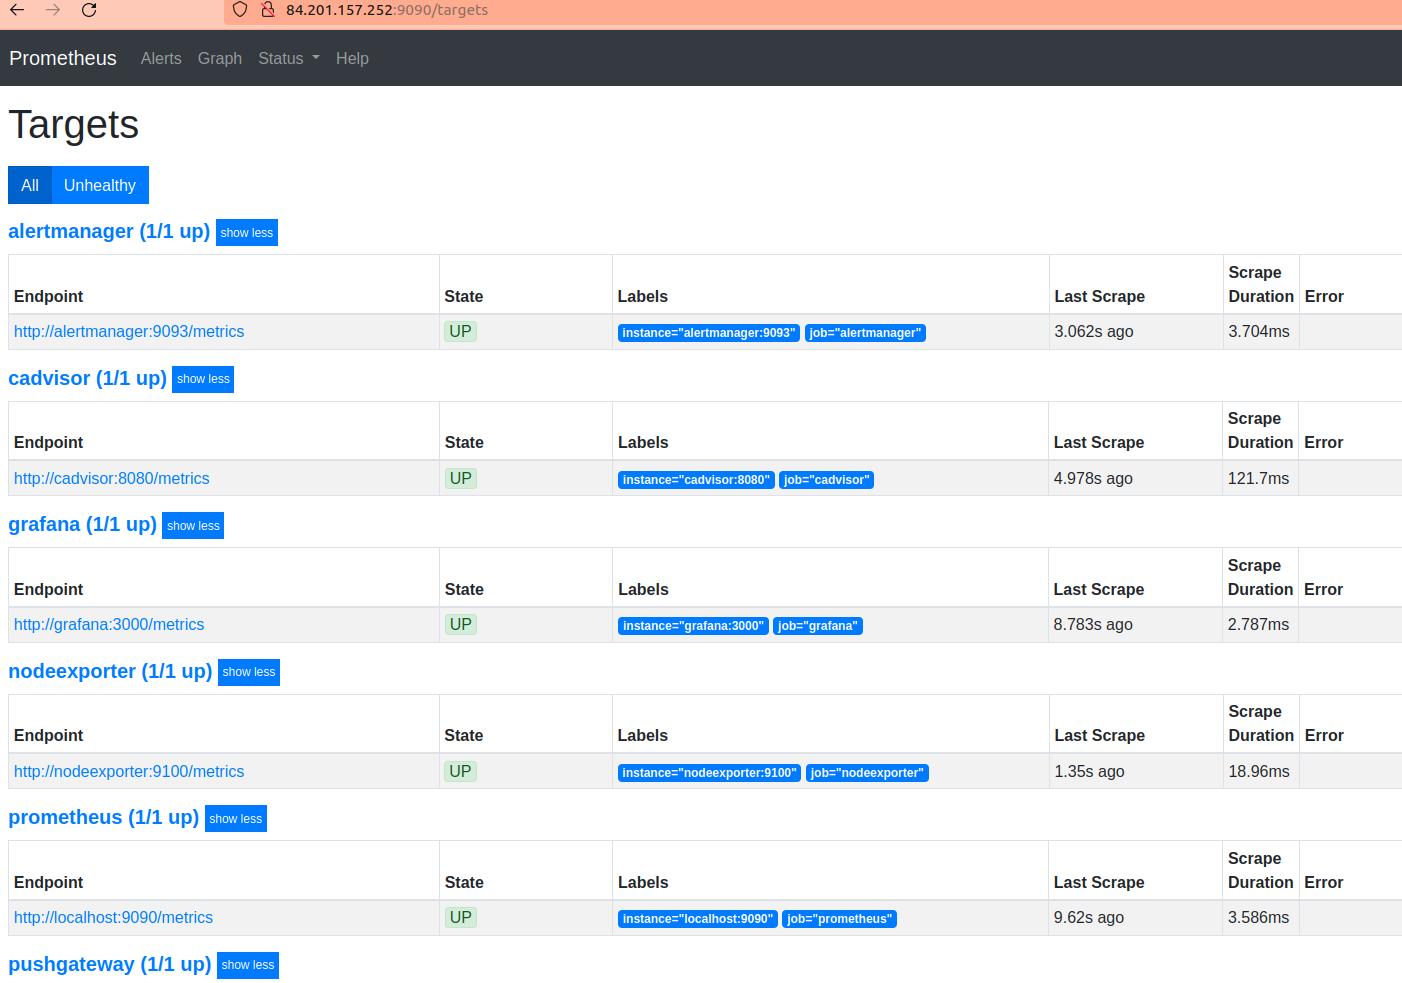 84.201.157.252:9090/targets
Prometheus Alerts Graph Status Help
Targets
All Unhealthy
alertmanager (1/1 up) show less
Endpoint State Labels Last Scrape Scrape Duration Error
http://alertmanager:9093/metrics UP instance="alertmanager:9093" job="alertmanager" 3.062s ago 3.704ms
cadvisor (1/1 up) show less
Endpoint State Labels Last Scrape Scrape Duration Error
http://cadvisor:8080/metrics UP instance="cadvisor:8080" job="cadvisor" 4.978s ago 121.7ms
grafana (1/1 up) show less
Endpoint State Labels Last Scrape Scrape Duration Error
http://grafana:3000/metrics UP instance="grafana:3000" job="grafana" 8.783s ago 2.787ms
nodeexporter (1/1 up) show less
Endpoint State Labels Last Scrape Scrape Duration Error
http://nodeexporter:9100/metrics UP instance="nodeexporter:9100" job="nodeexporter" 1.35s ago 18.96ms
prometheus (1/1 up) show less
Endpoint State Labels Last Scrape Scrape Duration Error
http://localhost:9090/metrics UP instance="localhost:9090" job="prometheus" 9.62s ago 3.586ms
pushgateway (1/1 up) show less